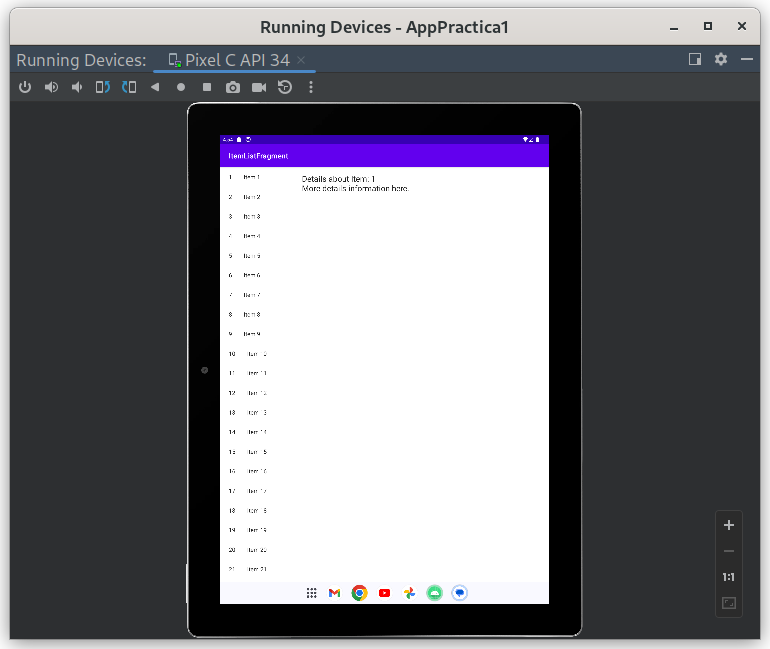 Running Devices - AppPractica1
Running Devices:
Pixel C API 34
ItemListFragment
1 Item 1
2 Item 2
3 Item 3
4 Item 4
5 Item 5
6 Item 6
7 Item 7
8 Item 8
9 Item 9
10 Item 10
11 Item 11
12 Item 12
13 Item 13
14 Item 14
15 Item 15
16 Item 16
17 Item 17
18 Item 18
19 Item 19
20 Item 20
21 Item 21
Details about Item: 1
More details information here.
1:1